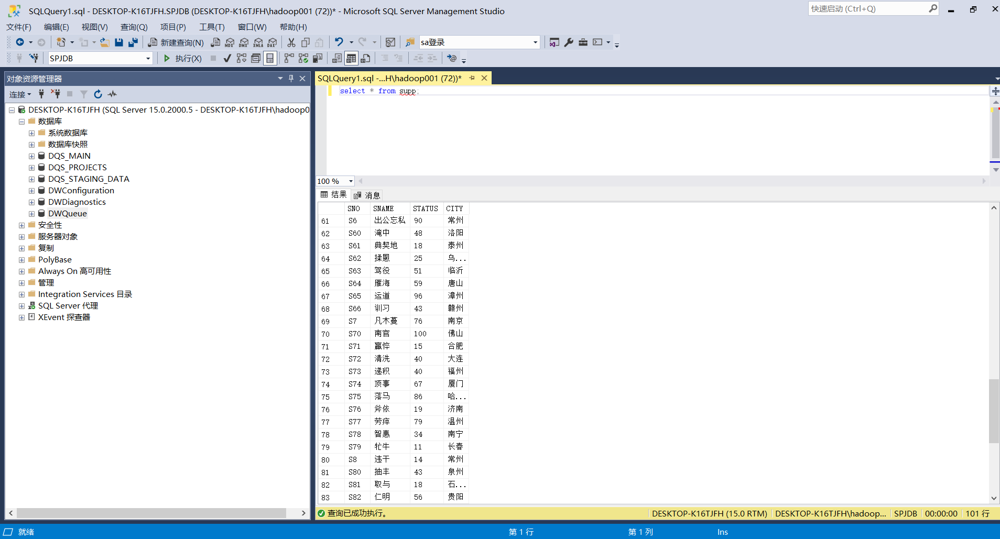 SQLQuery1.sql - DESKTOP-K16TJFH.SPJDB (DESKTOP-K16TJFH\hadoop001 (72))* - Microsoft SQL Server Management Studio
快速启动 (Ctrl+Q)
文件(F) 编辑(E) 视图(V) 查询(Q) 项目(P) 工具(T) 窗口(W) 帮助(H)
新建查询(N) MDX DMX XMLA DAX sa登录
SPJDB 执行(X)
对象资源管理器
连接
DESKTOP-K16TJFH (SQL Server 15.0.2000.5 - DESKTOP-K16TJFH\hadoop0
数据库
系统数据库
数据库快照
DQS_MAIN
DQS_PROJECTS
DQS_STAGING_DATA
DWConfiguration
DWDiagnostics
DWQueue
安全性
服务器对象
复制
PolyBase
Always On 高可用性
管理
Integration Services 目录
SQL Server 代理
XEvent 探查器
SQLQuery1.sql -...H\hadoop001 (72))*
select * from supp;
100 %
结果 消息
SNO SNAME STATUS CITY
61 S6 出公忘私 90 常州
62 S60 淹中 48 洛阳
63 S61 典契地 18 泰州
64 S62 揉 25 乌...
65 S63 驾役 51 临沂
66 S64 雁海 59 唐山
67 S65 运道 96 漳州
68 S66 训习 43 赣州
69 S7 凡木蔓 76 南京
70 S70 南官 100 佛山
71 S71 羸悴 15 合肥
72 S72 清洗 40 大连
73 S73 递积 40 福州
74 S74 顶事 67 厦门
75 S75 落马 86 哈...
76 S76 斧依 19 济南
77 S77 劳瘁 79 温州
78 S78 智惠 34 南宁
79 S79 牤牛 11 长春
80 S8 违干 14 常州
81 S80 抽丰 43 泉州
82 S81 取与 18 石...
83 S82 仁明 56 贵阳
查询已成功执行。 DESKTOP-K16TJFH (15.0 RTM) DESKTOP-K16TJFH\hadoop... SPJDB 00:00:00 101 行
就绪 第 1 行 第 1 列 Ins